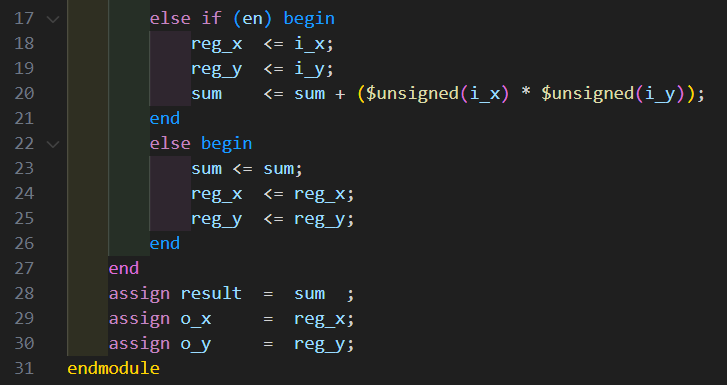 17 else if (en) begin
18 reg_x  <= i_x;
19 reg_y  <= i_y;
20 sum    <= sum + ($unsigned(i_x) * $unsigned(i_y));
21 end
22 else begin
23 sum <= sum;
24 reg_x  <= reg_x;
25 reg_y  <= reg_y;
26 end
27 end
28 assign result  =  sum  ;
29 assign o_x     =  reg_x;
30 assign o_y     =  reg_y;
31 endmodule